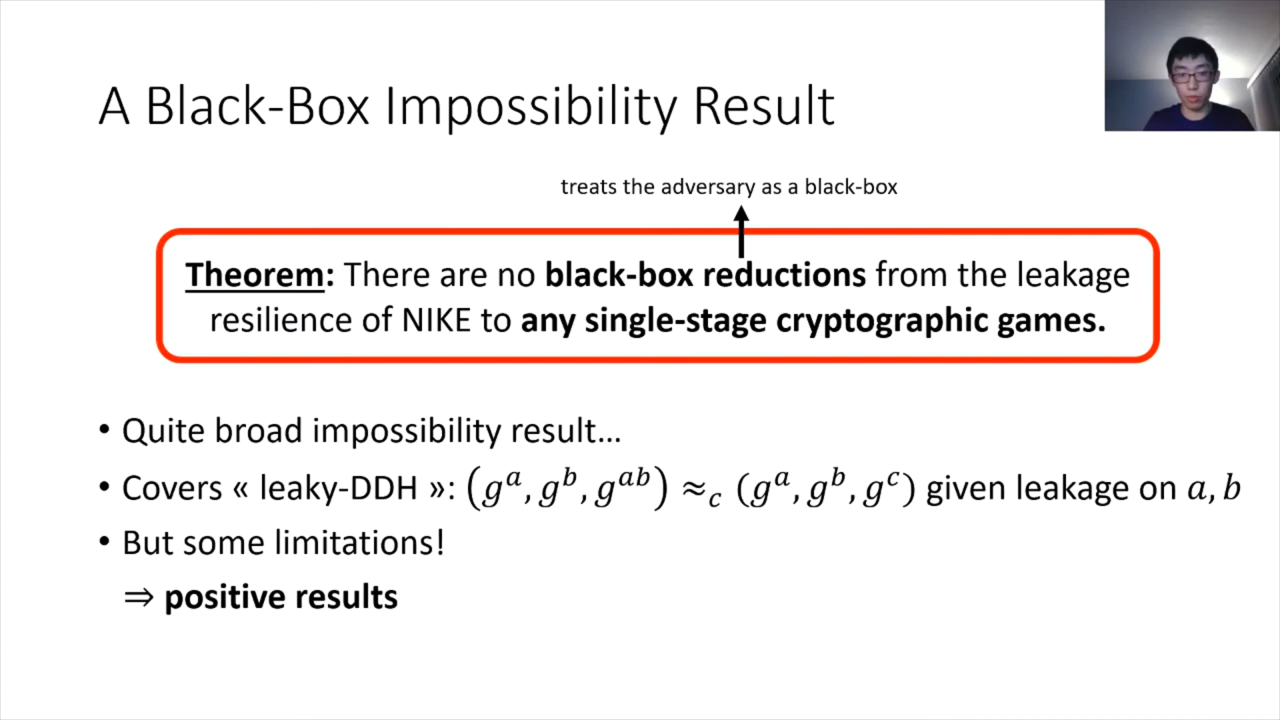 A Black-Box Impossibility Result
treats the adversary as a black-box
Theorem: There are no black-box reductions from the leakage
resilience of NIKE to any single-stage cryptographic games.
• Quite broad impossibility result…
• Covers « leaky-DDH »: (g^a, g^b, g^{ab}) ≈_c (g^a, g^b, g^c) given leakage on a, b
• But some limitations!
⇒ positive results